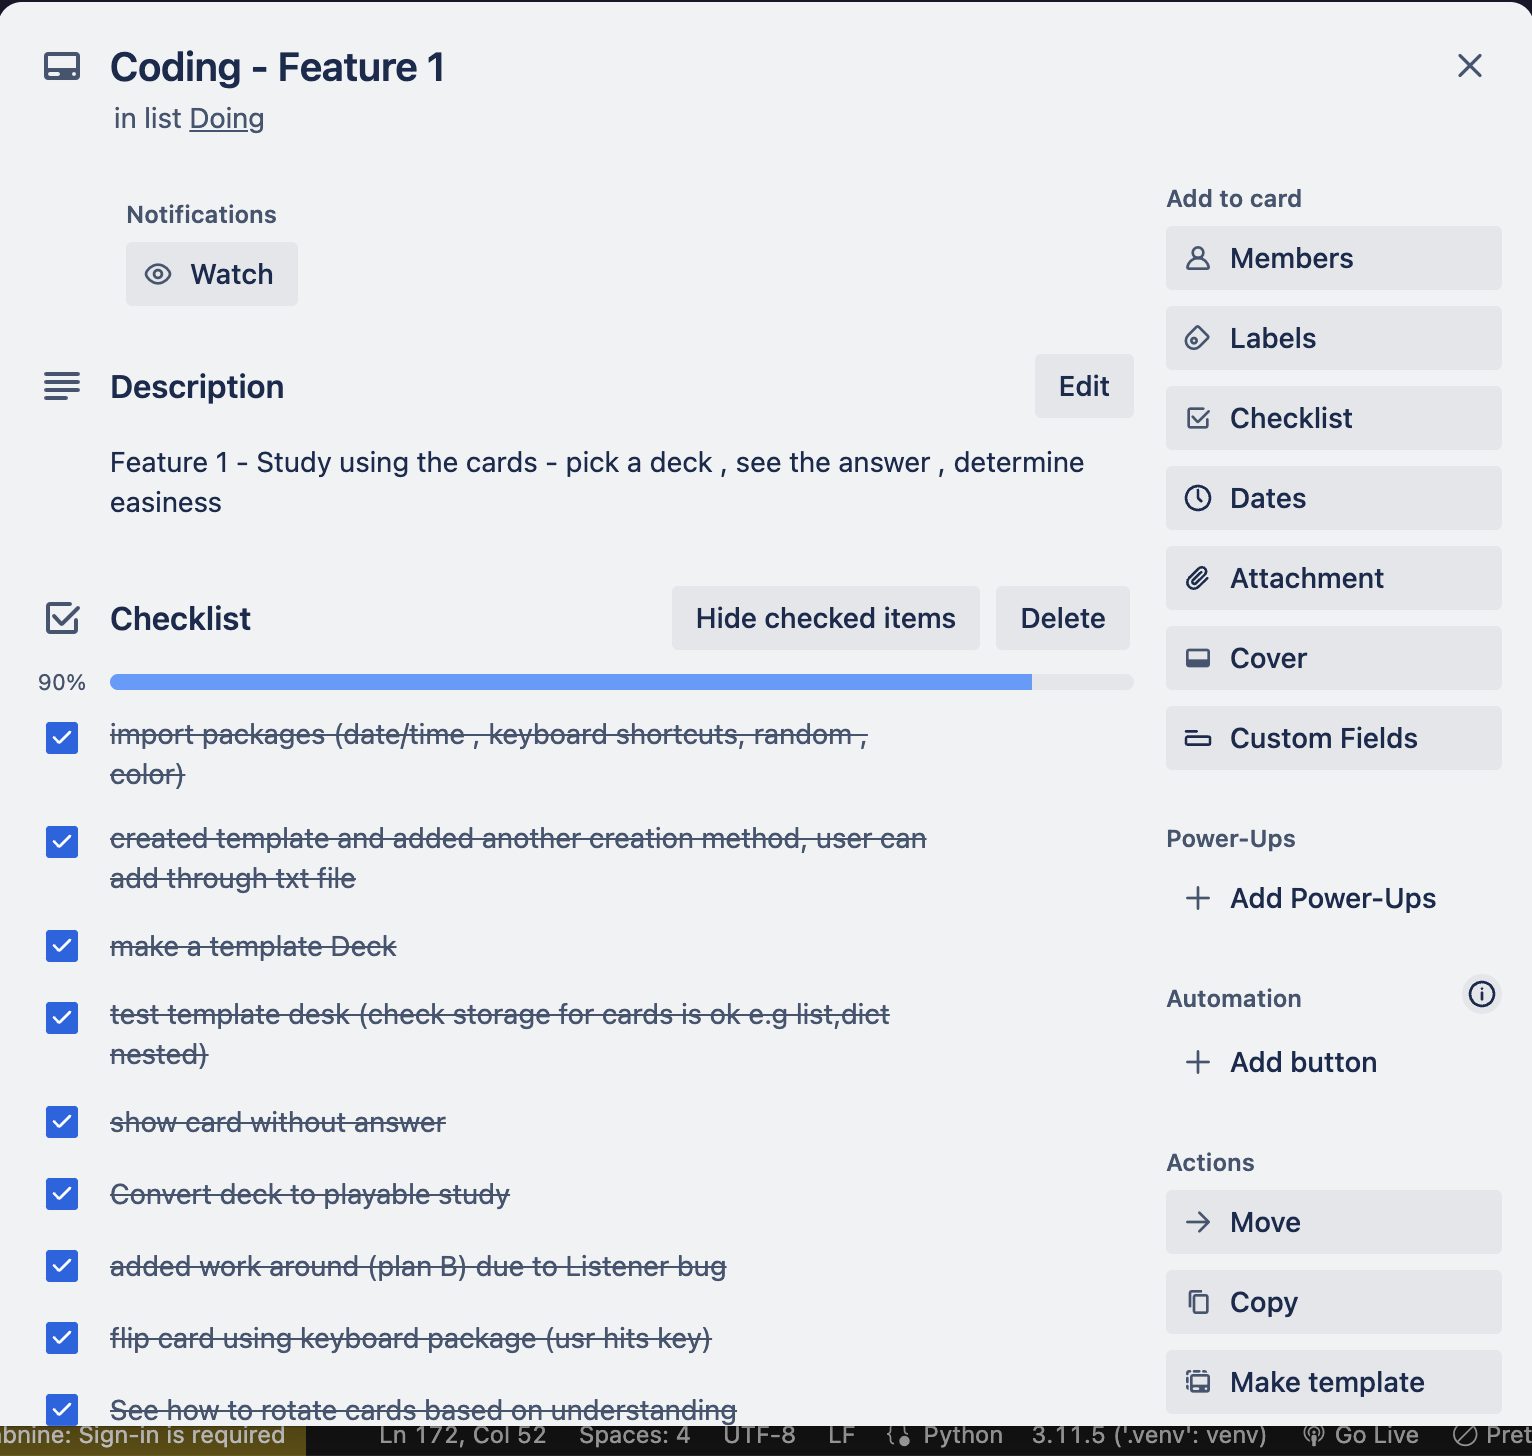 Coding - Feature 1
in list Doing
Notifications
Watch
Description
Edit
Feature 1 - Study using the cards - pick a deck , see the answer , determine
easiness
Checklist
Hide checked items
Delete
90%
import packages (date/time , keyboard shortcuts, random ,
color)
created template and added another creation method, user can
add through txt file
make a template Deck
test template desk (check storage for cards is ok e.g list,dict
nested)
show card without answer
Convert deck to playable study
added work around (plan B) due to Listener bug
flip card using keyboard package (usr hits key)
See how to rotate cards based on understanding
Add to card
Members
Labels
Checklist
Dates
Attachment
Cover
Custom Fields
Power-Ups
Add Power-Ups
Automation
Add button
Actions
Move
Copy
Make template
bnine: Sign-in is required Ln 172, Col 52 Spaces: 4 UTF-8 LF Python 3.11.5 ('.venv': venv) Go Live Pret